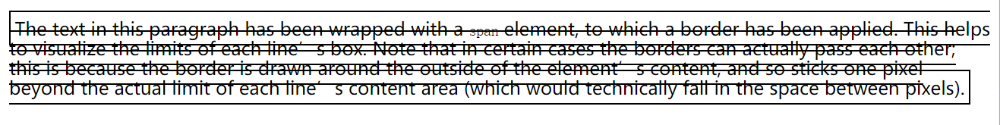 The text in this paragraph has been wrapped with a span element, to which a border has been applied. This helps
to visualize the limits of each line’s box. Note that in certain cases the borders can actually pass each other;
this is because the border is drawn around the outside of the element’s content, and so sticks one pixel
beyond the actual limit of each line’s content area (which would technically fall in the space between pixels).